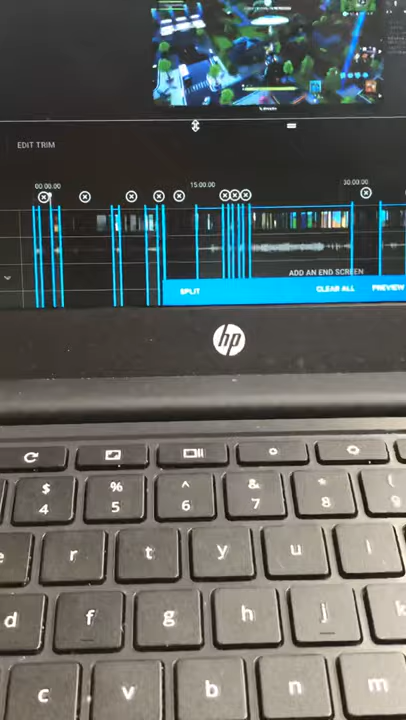 EDIT TRIM
00:00:00
15:00:00
30:00:00
ADD AN END SCREEN
SPLIT
CLEAR ALL
PREVIEW
hp
$ % ^ & * (
4 5 6 7 8 9
e r t y u i
d f g h j k
c v b n m